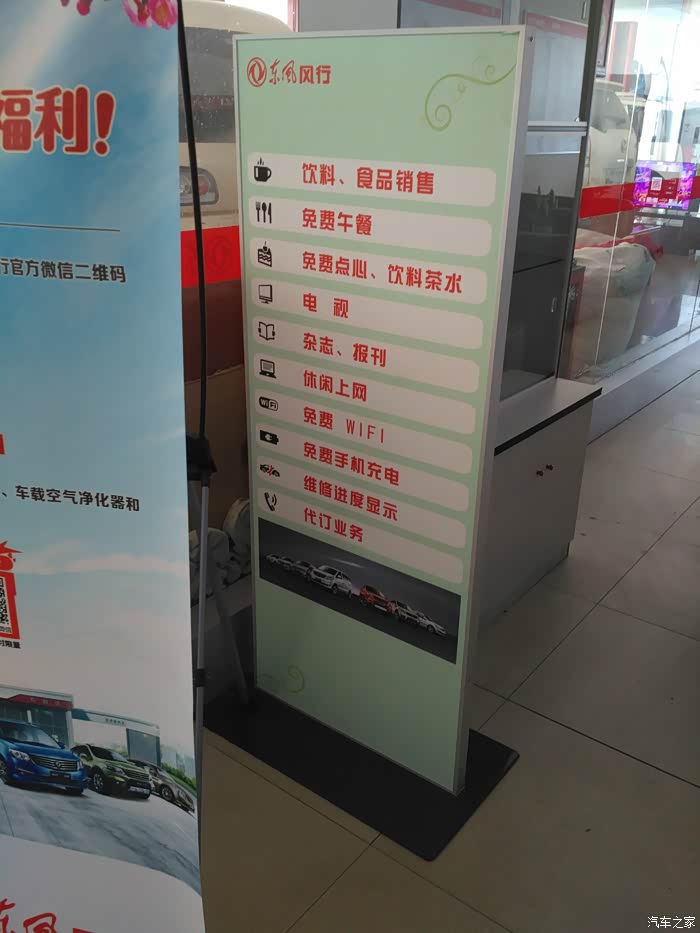 福利!
行官方微信二维码
、车载空气净化器和
东风
东风风行
饮料、食品销售
免费午餐
免费点心、饮料茶水
电 视
杂志、报刊
休闲上网
WiFi
免费 WIFI
免费手机充电
维修进度显示
代订业务
汽车之家